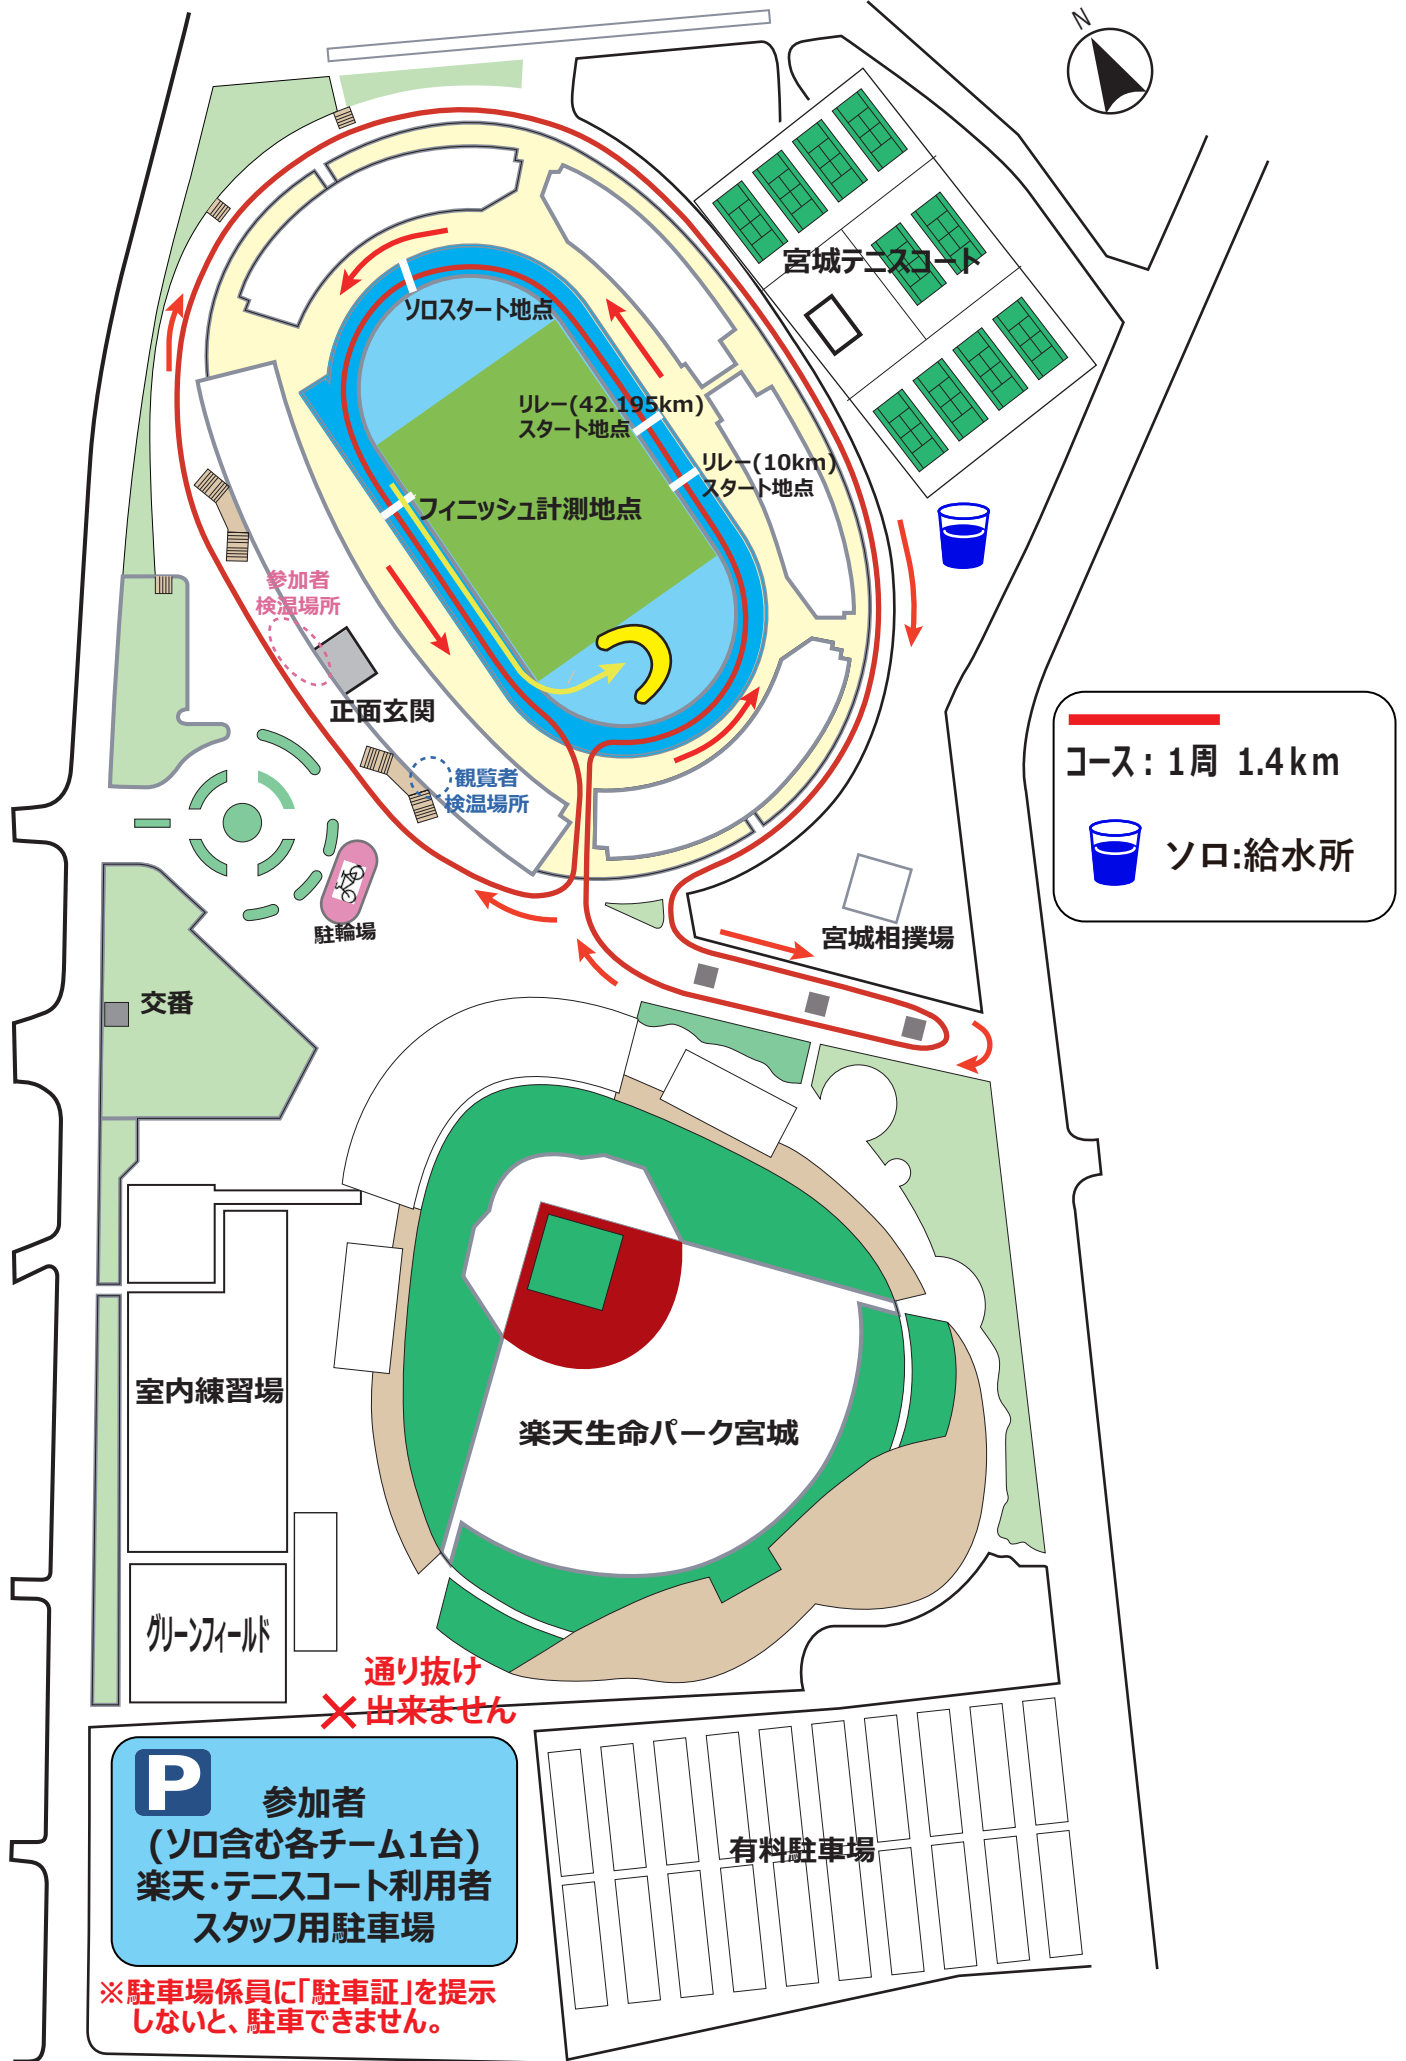 N
宮城テニスコート
ソロスタート地点
リレー(42.195km)
スタート地点
リレー(10km)
スタート地点
フィニッシュ計測地点
参加者
検温場所
正面玄関
観覧者
検温場所
コース：1周 1.4km
ソロ:給水所
駐輪場
宮城相撲場
交番
室内練習場
楽天生命パーク宮城
グリーンフィールド
通り抜け
出来ません
P
参加者
(ソロ含む各チーム1台)
楽天・テニスコート利用者
スタッフ用駐車場
有料駐車場
※駐車場係員に「駐車証」を提示
しないと、駐車できません。